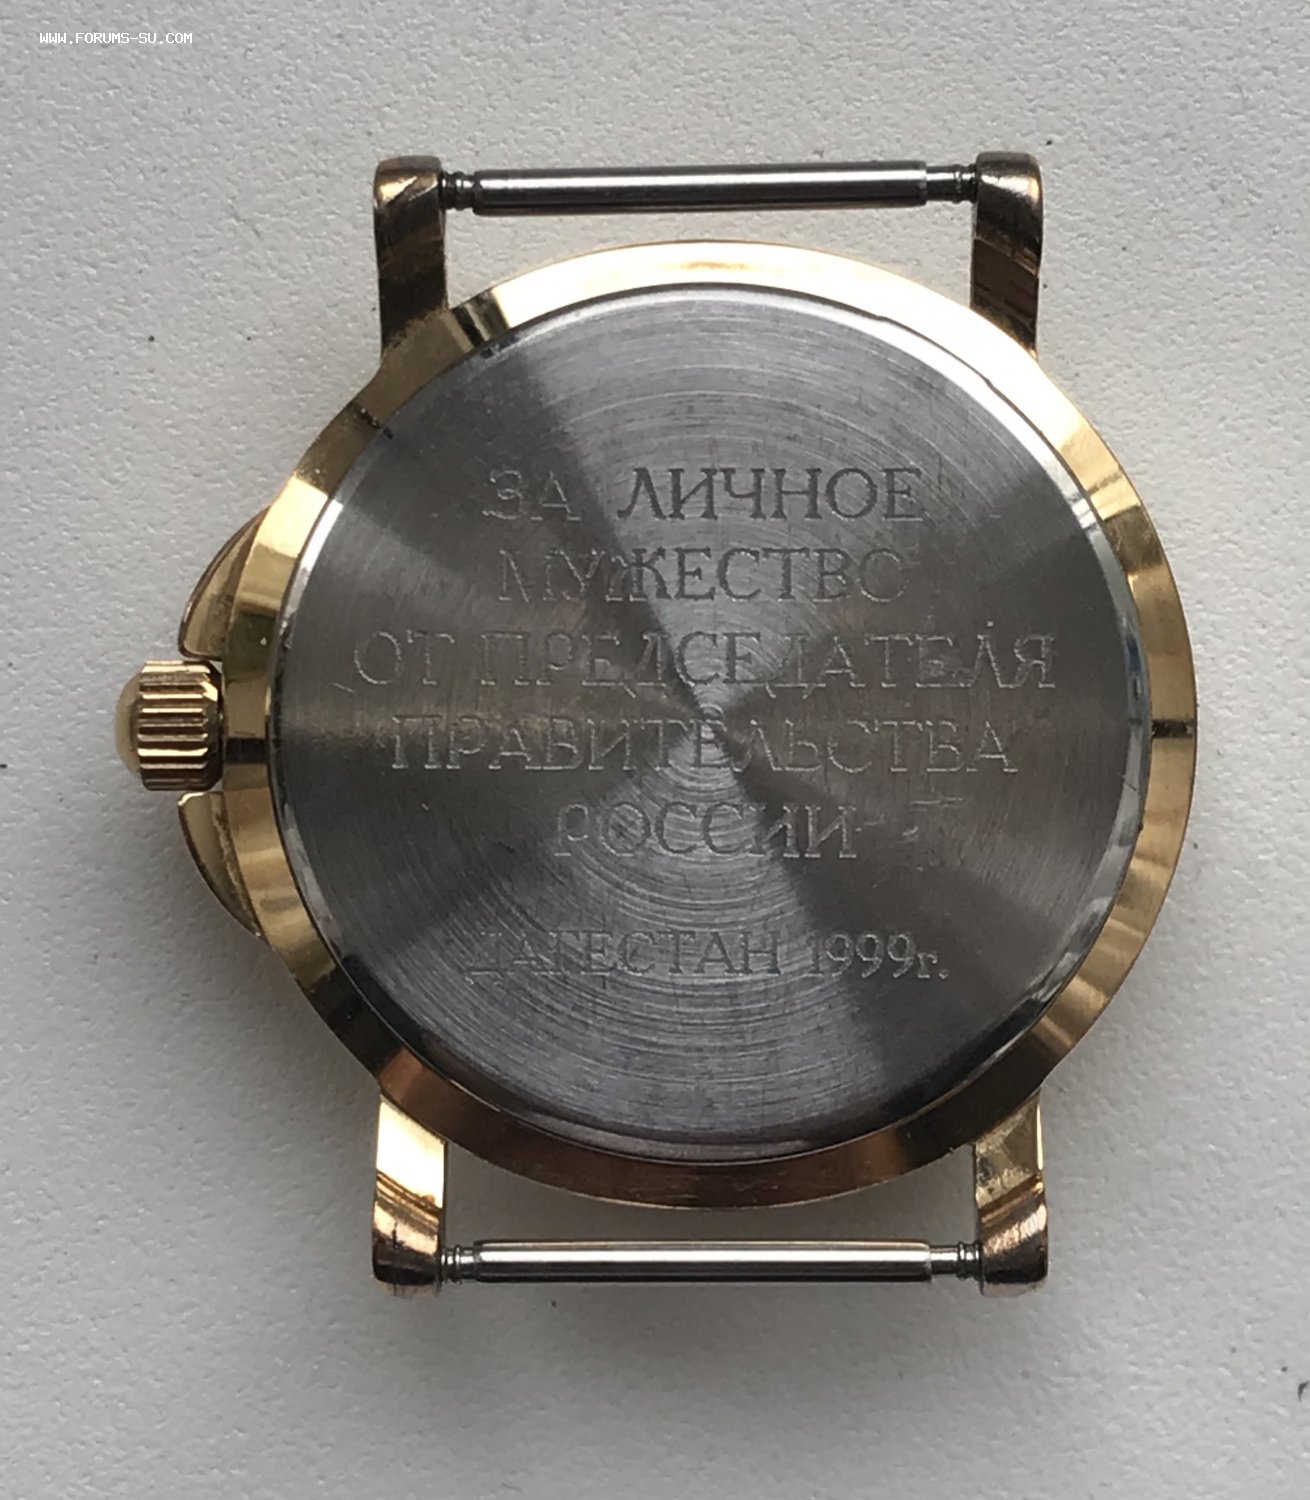 WWW.FORUMS-SU.COM
ЗА ЛИЧНОЕ
МУЖЕСТВО
ОТ ПРЕДСЕДАТЕЛЯ
ПРАВИТЕЛЬСТВА
РОССИИ
ДАГЕСТАН 1999г.